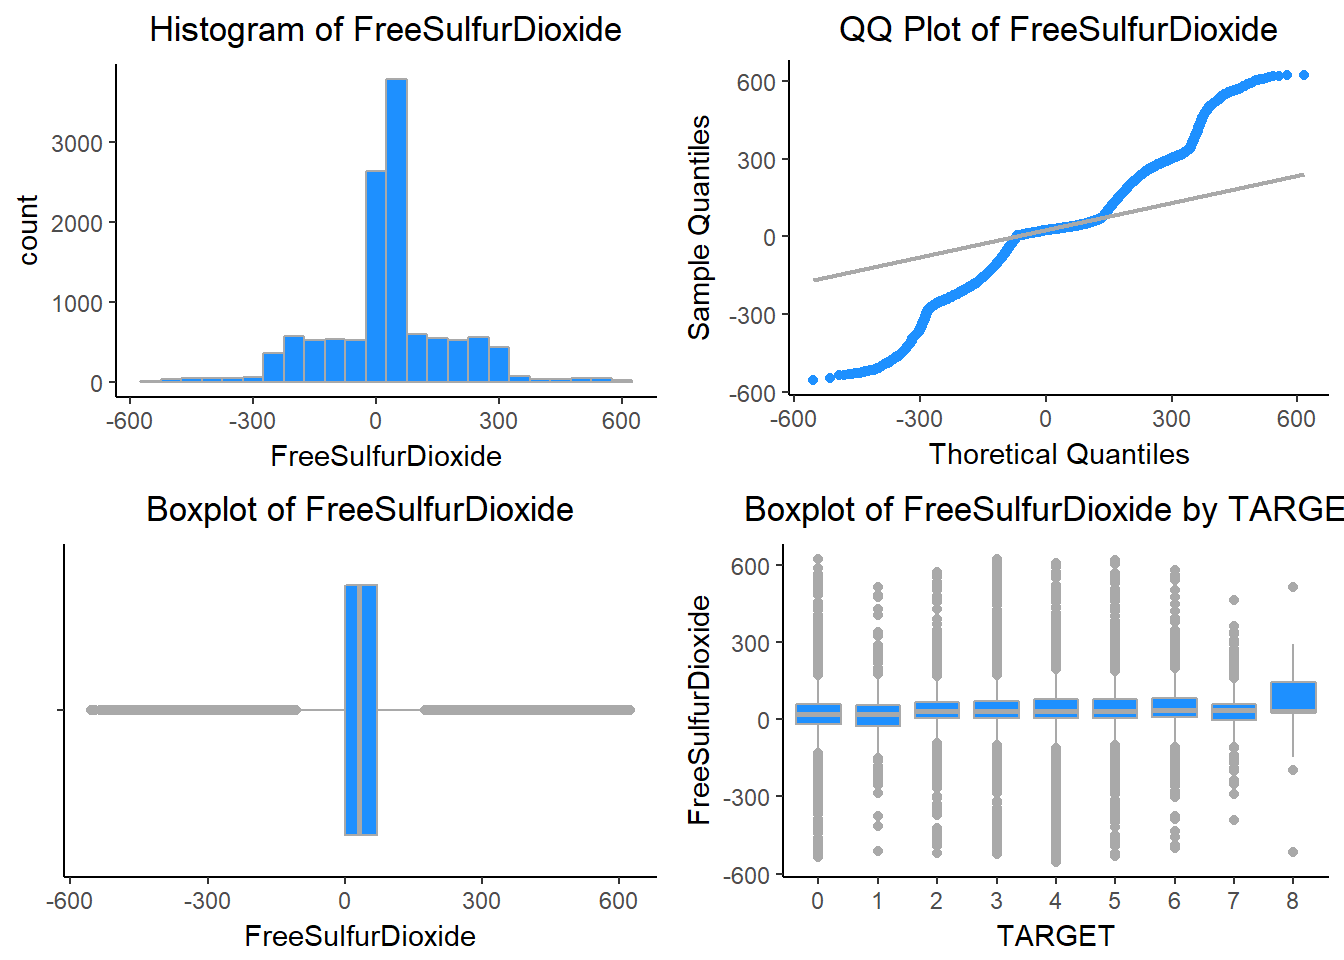 Histogram of FreeSulfurDioxide
3000
2000
1000
0
count
-600 -300 0 300 600
FreeSulfurDioxide
QQ Plot of FreeSulfurDioxide
600
300
0
-300
-600
Sample Quantiles
-600 -300 0 300 600
Thoretical Quantiles
Boxplot of FreeSulfurDioxide
-600 -300 0 300 600
FreeSulfurDioxide
Boxplot of FreeSulfurDioxide by TARGE
600
300
0
-300
-600
FreeSulfurDioxide
0 1 2 3 4 5 6 7 8
TARGET